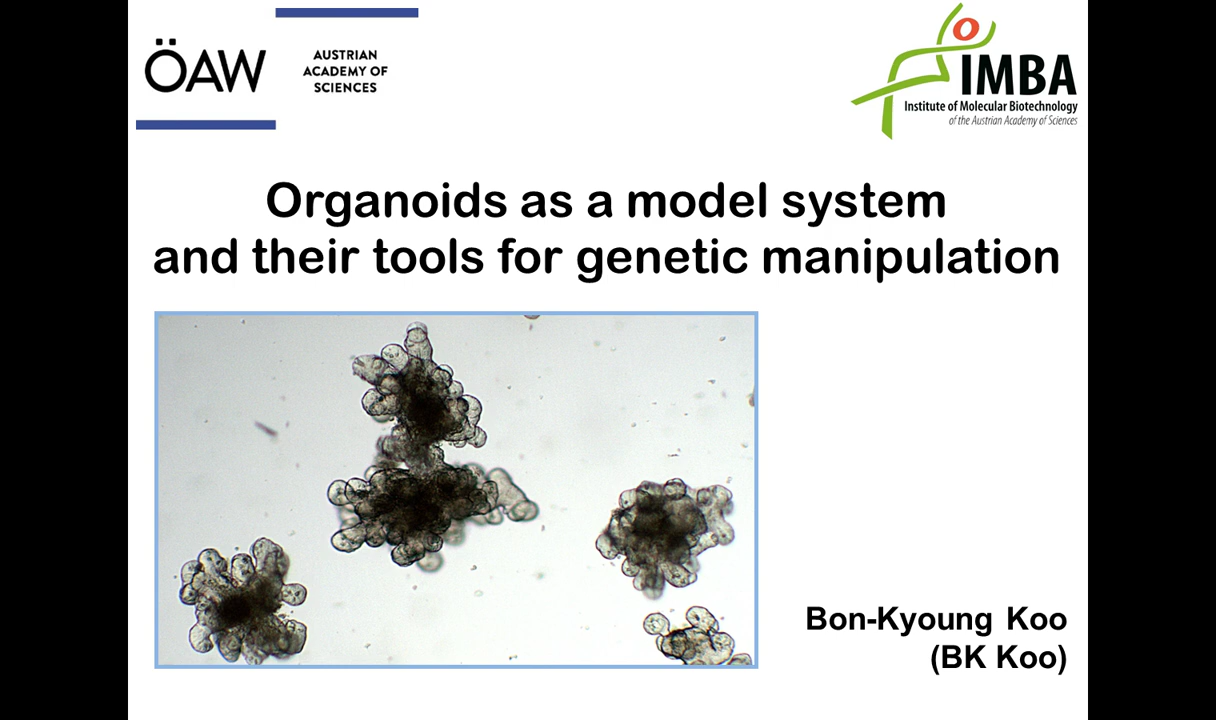 ÖAW
AUSTRIAN
ACADEMY OF
SCIENCES
IMBA
Institute of Molecular Biotechnology
of the Austrian Academy of Sciences
Organoids as a model system
and their tools for genetic manipulation
Bon-Kyoung Koo
(BK Koo)